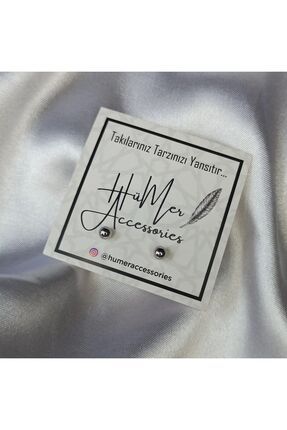 Takılarınız Tarzınızı Yansıtır...
HüMer
Accessories
@humeraccessories